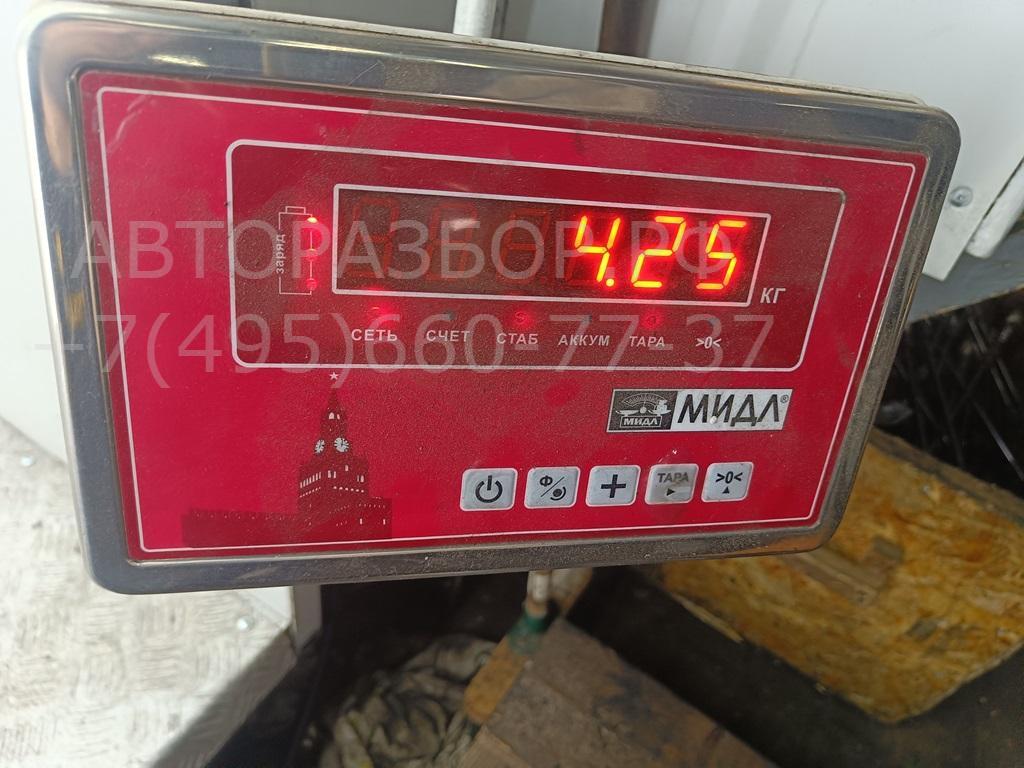 АВТОРАЗБОР.РФ
+7(495)660-77-37
заряд
4.25
КГ
СЕТЬ СЧЕТ СТАБ АККУМ ТАРА >0<
МИДЛ МИДЛ®
Ф/ + ТАРА >0<